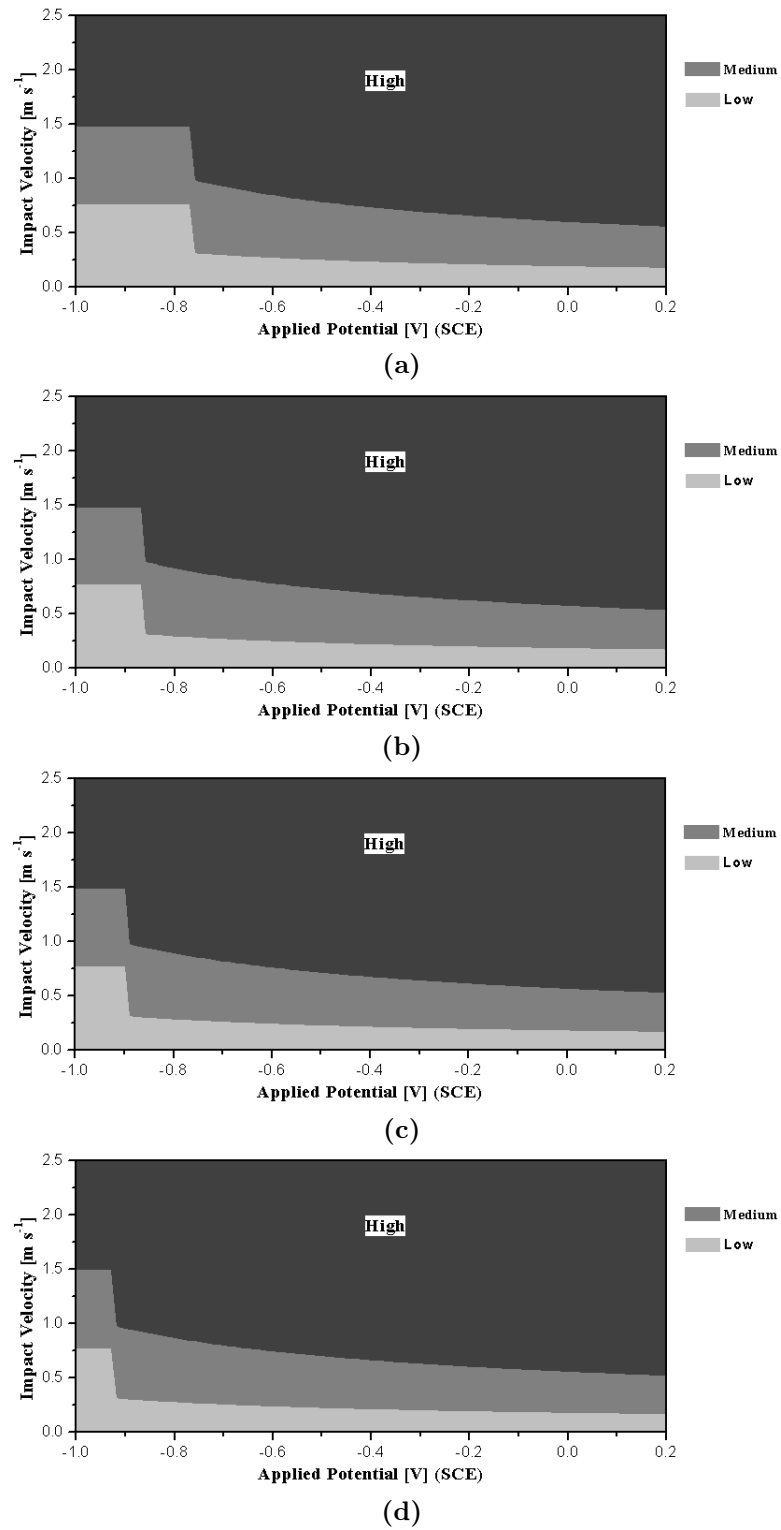 2.5
High
2.0
Medium
Low
1.5
1.0
0.5
0.0
Impact Velocity [m s⁻¹]
-1.0 -0.8 -0.6 -0.4 -0.2 0.0 0.2
Applied Potential [V] (SCE)
(a)
2.5
High
2.0
Medium
Low
1.5
1.0
0.5
0.0
Impact Velocity [m s⁻¹]
-1.0 -0.8 -0.6 -0.4 -0.2 0.0 0.2
Applied Potential [V] (SCE)
(b)
2.5
High
2.0
Medium
Low
1.5
1.0
0.5
0.0
Impact Velocity [m s⁻¹]
-1.0 -0.8 -0.6 -0.4 -0.2 0.0 0.2
Applied Potential [V] (SCE)
(c)
2.5
High
2.0
Medium
Low
1.5
1.0
0.5
0.0
Impact Velocity [m s⁻¹]
-1.0 -0.8 -0.6 -0.4 -0.2 0.0 0.2
Applied Potential [V] (SCE)
(d)